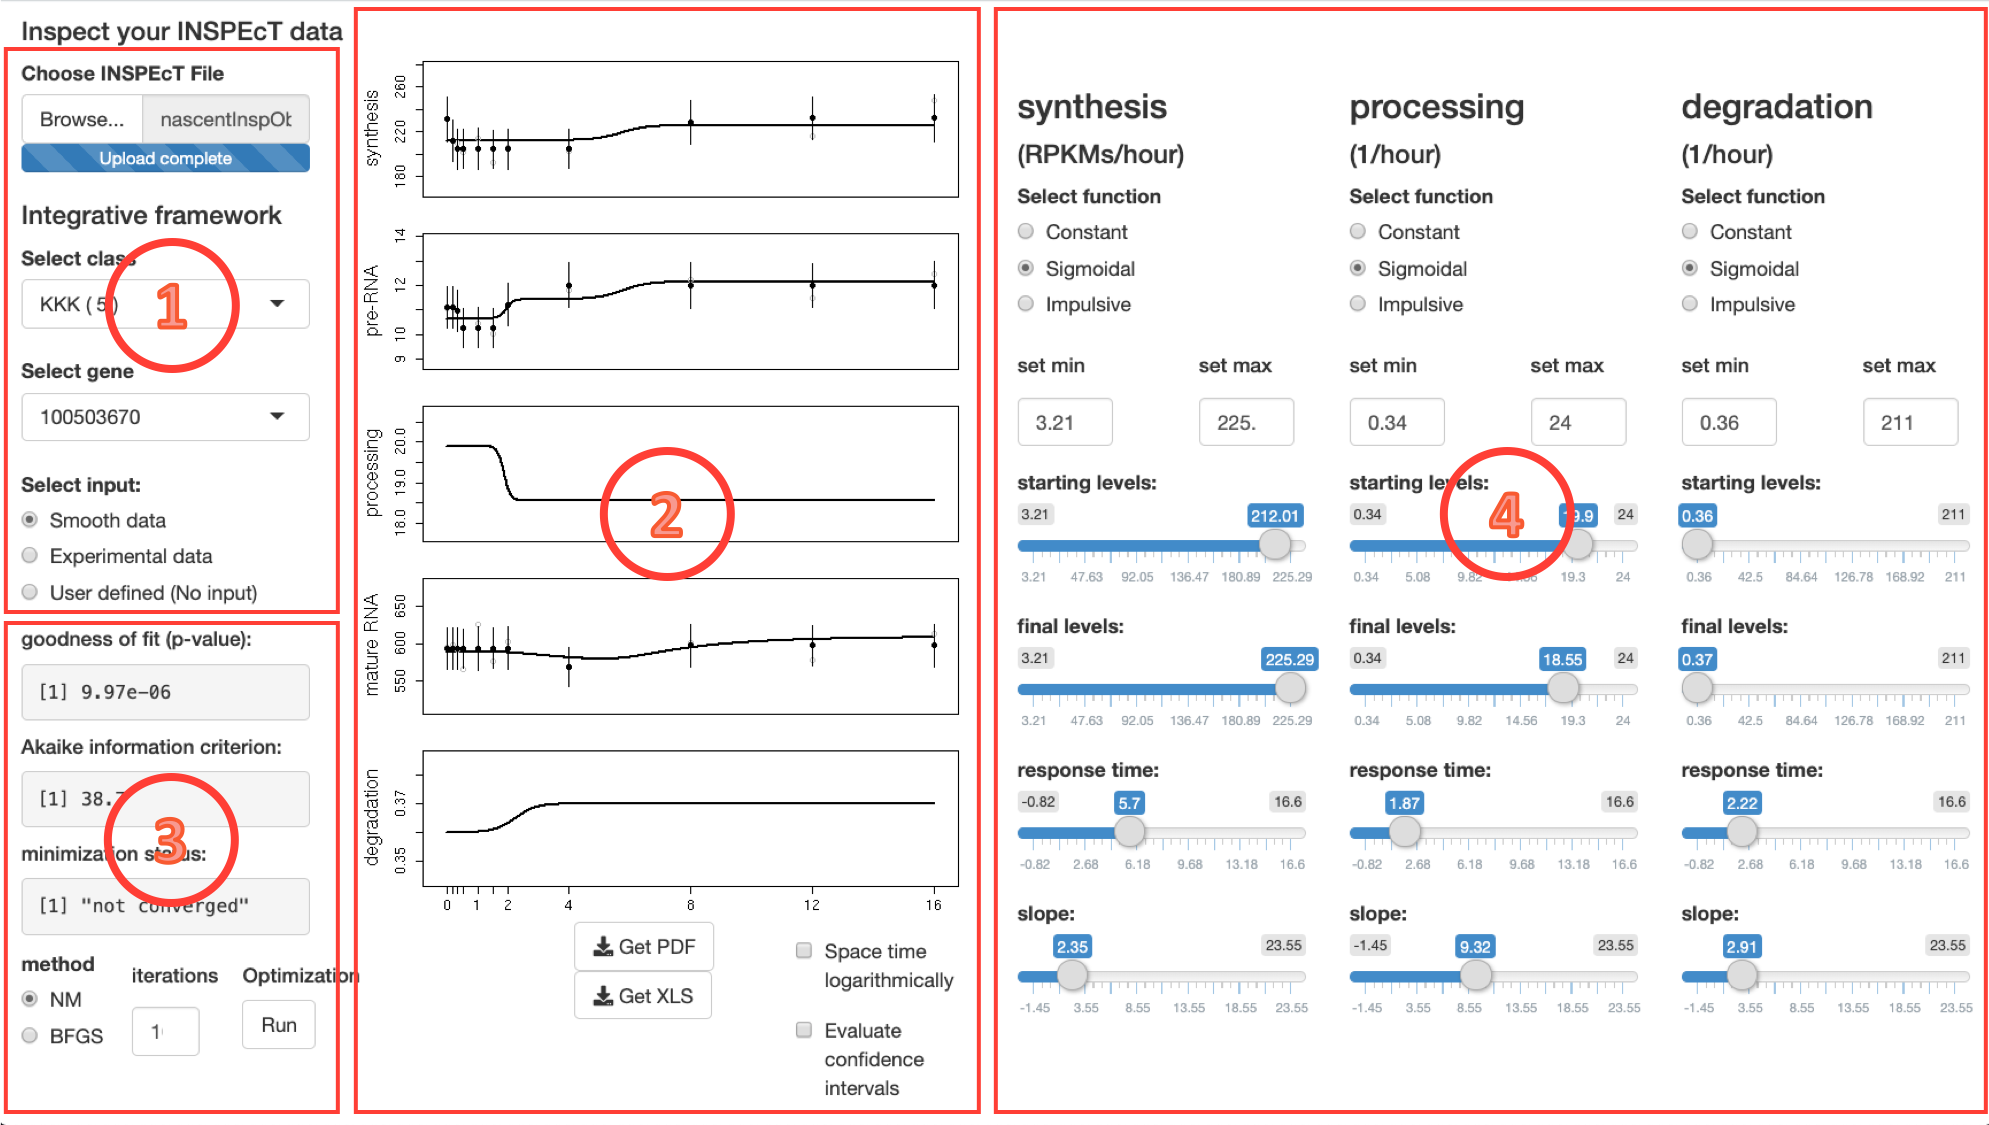 Inspect your INSPEcT data
Choose INSPEcT File
Browse... nascentInspOb
Upload complete
Integrative framework
Select class
KKK ( 5 )
1
Select gene
100503670
Select input:
Smooth data
Experimental data
User defined (No input)
goodness of fit (p-value):
[1] 9.97e-06
Akaike information criterion:
[1] 38.7
3
minimization status:
[1] "not converged"
method iterations Optimization
NM
BFGS
1
Run
synthesis
180 220 260
pre-RNA
9 10 12 14
processing
18.0 19.0 20.0
2
mature RNA
550 600 650
degradation
0.35 0.37
0 1 2 4 8 12 16
Get PDF
Get XLS
Space time
logarithmically
Evaluate
confidence
intervals
synthesis
(RPKMs/hour)
Select function
Constant
Sigmoidal
Impulsive
set min set max
3.21 225.
starting levels:
3.21 212.01
3.21 47.63 92.05 136.47 180.89 225.29
final levels:
3.21 225.29
3.21 47.63 92.05 136.47 180.89 225.29
response time:
-0.82 5.7 16.6
-0.82 2.68 6.18 9.68 13.18 16.6
slope:
2.35 23.55
-1.45 3.55 8.55 13.55 18.55 23.55
processing
(1/hour)
Select function
Constant
Sigmoidal
Impulsive
set min set max
0.34 24
starting levels:
0.34 19.9 24
4
0.34 5.08 9.82 19.3 24
final levels:
0.34 18.55 24
0.34 5.08 9.82 14.56 19.3 24
response time:
-0.82 1.87 16.6
-0.82 2.68 6.18 9.68 13.18 16.6
slope:
-1.45 9.32 23.55
-1.45 3.55 8.55 13.55 18.55 23.55
degradation
(1/hour)
Select function
Constant
Sigmoidal
Impulsive
set min set max
0.36 211
starting levels:
0.36 211
0.36 42.5 84.64 126.78 168.92 211
final levels:
0.37 211
0.36 42.5 84.64 126.78 168.92 211
response time:
2.22 16.6
-0.82 2.68 6.18 9.68 13.18 16.6
slope:
2.91 23.55
-1.45 3.55 8.55 13.55 18.55 23.55